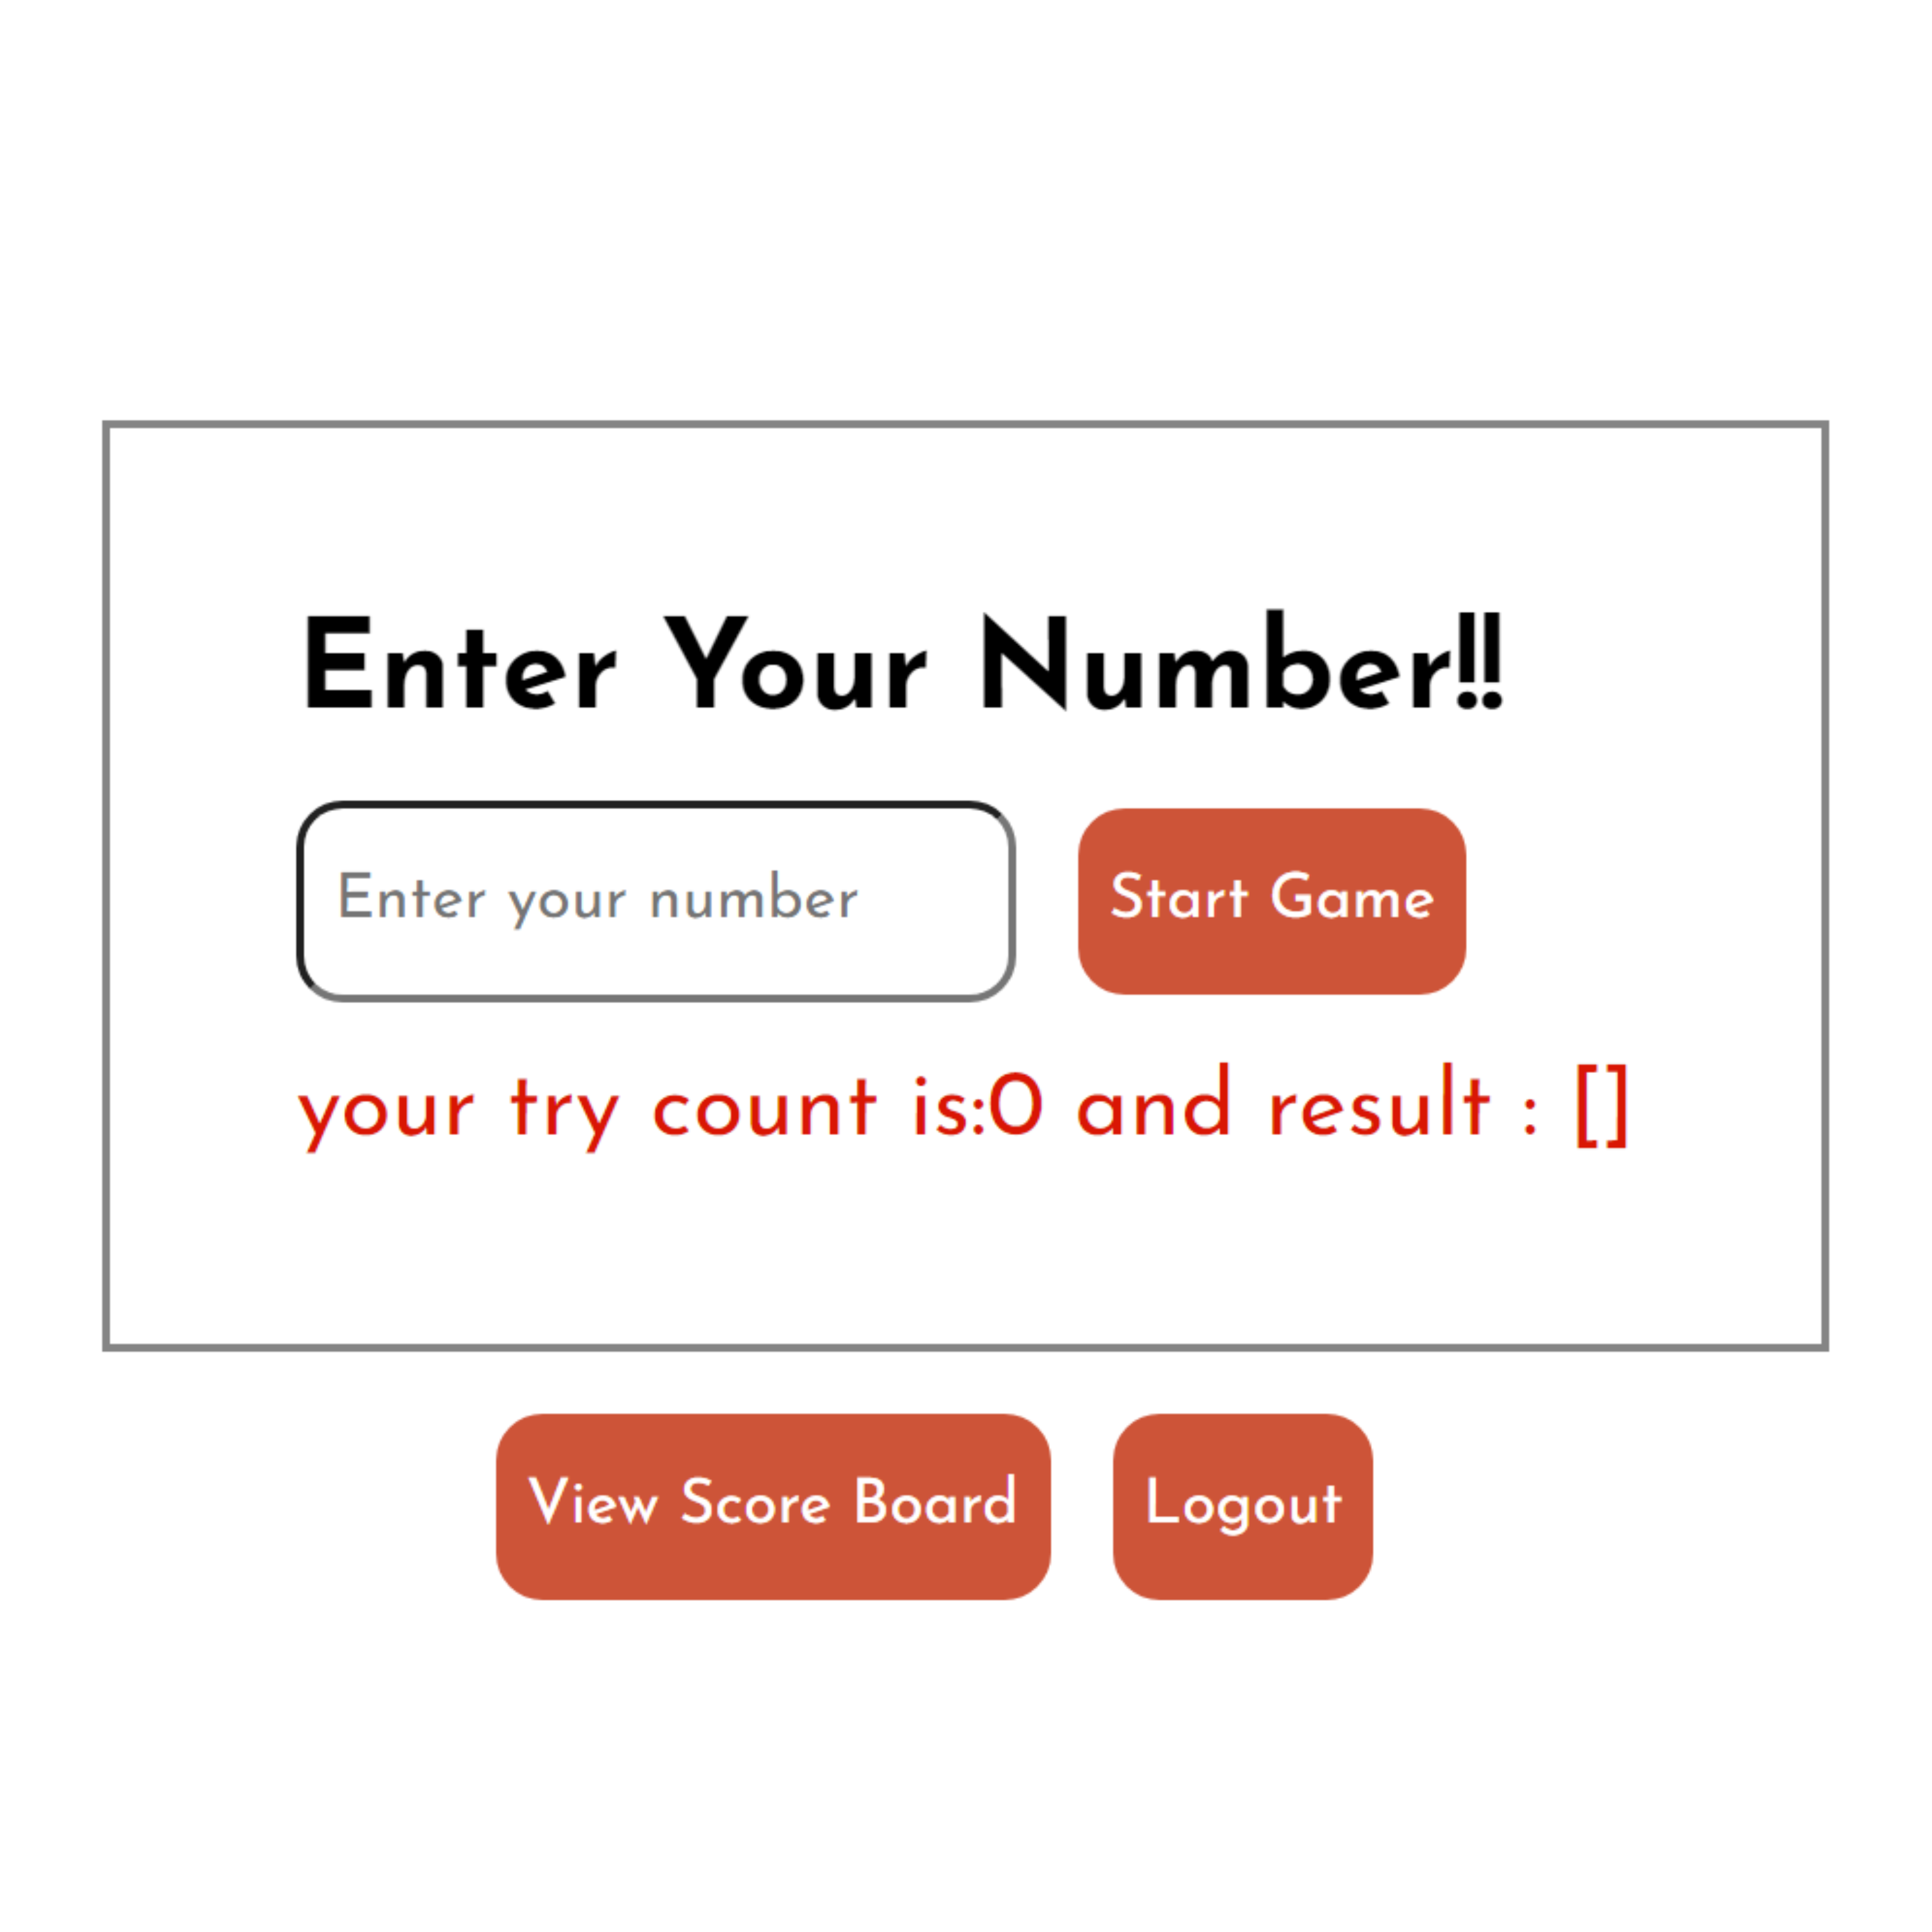 Enter Your Number!!
Enter your number Start Game
your try count is:0 and result : []
View Score Board Logout